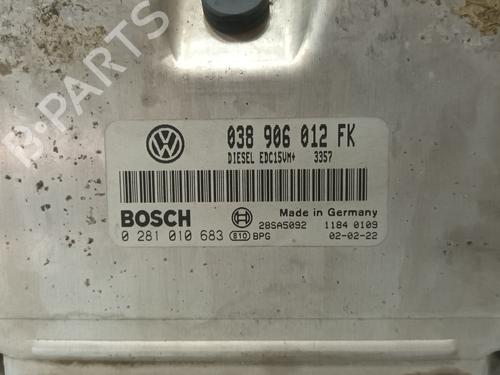 B-PARTS
038 906 012 FK
DIESEL EDC15VM+ 3357
BOSCH
Made in Germany
28SA5092 1184 0109
0 281 010 683 810 BPG 02-02-22